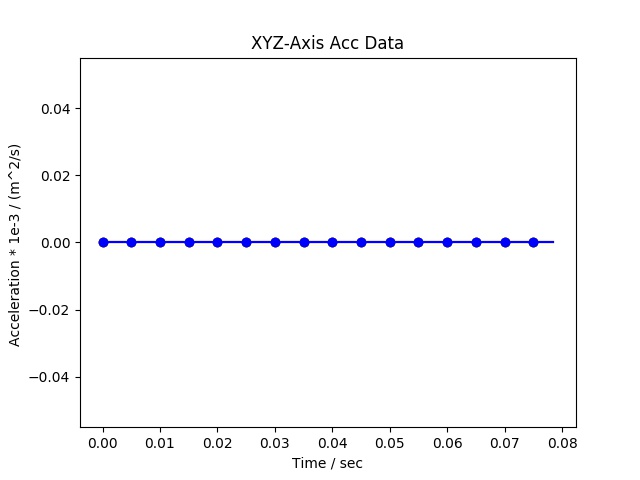 XYZ-Axis Acc Data
Acceleration * 1e-3 / (m^2/s)
0.04
0.02
0.00
−0.02
−0.04
0.00 0.01 0.02 0.03 0.04 0.05 0.06 0.07 0.08
Time / sec